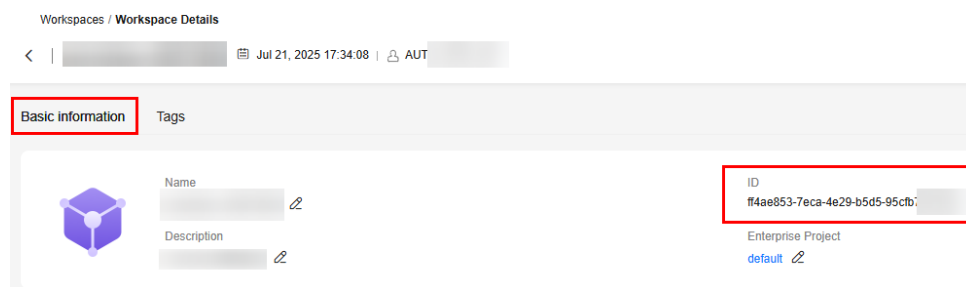 Workspaces / Workspace Details
Jul 21, 2025 17:34:08 | AUT
Basic information Tags
Name
ID
ff4ae853-7eca-4e29-b5d5-95cfb7
Description
Enterprise Project
default